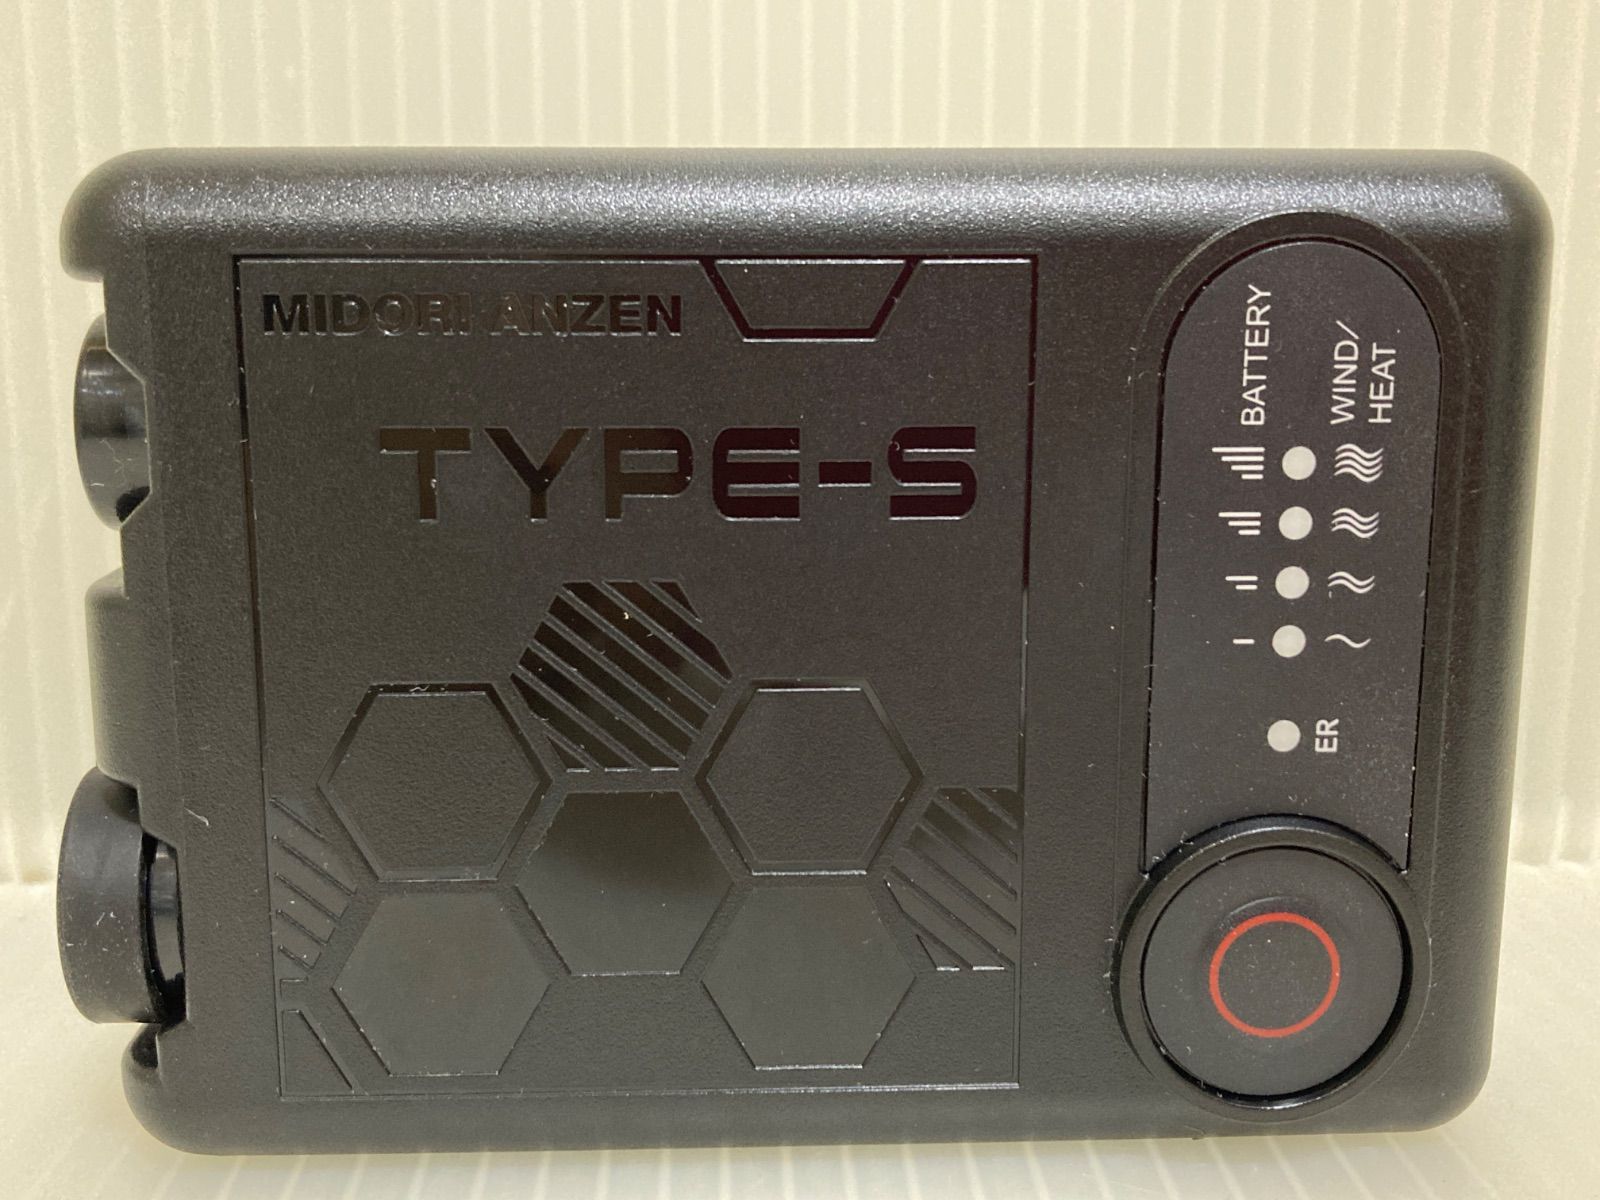 MIDORI ANZEN
TYPE-S
BATTERY
WIND/
HEAT
ER